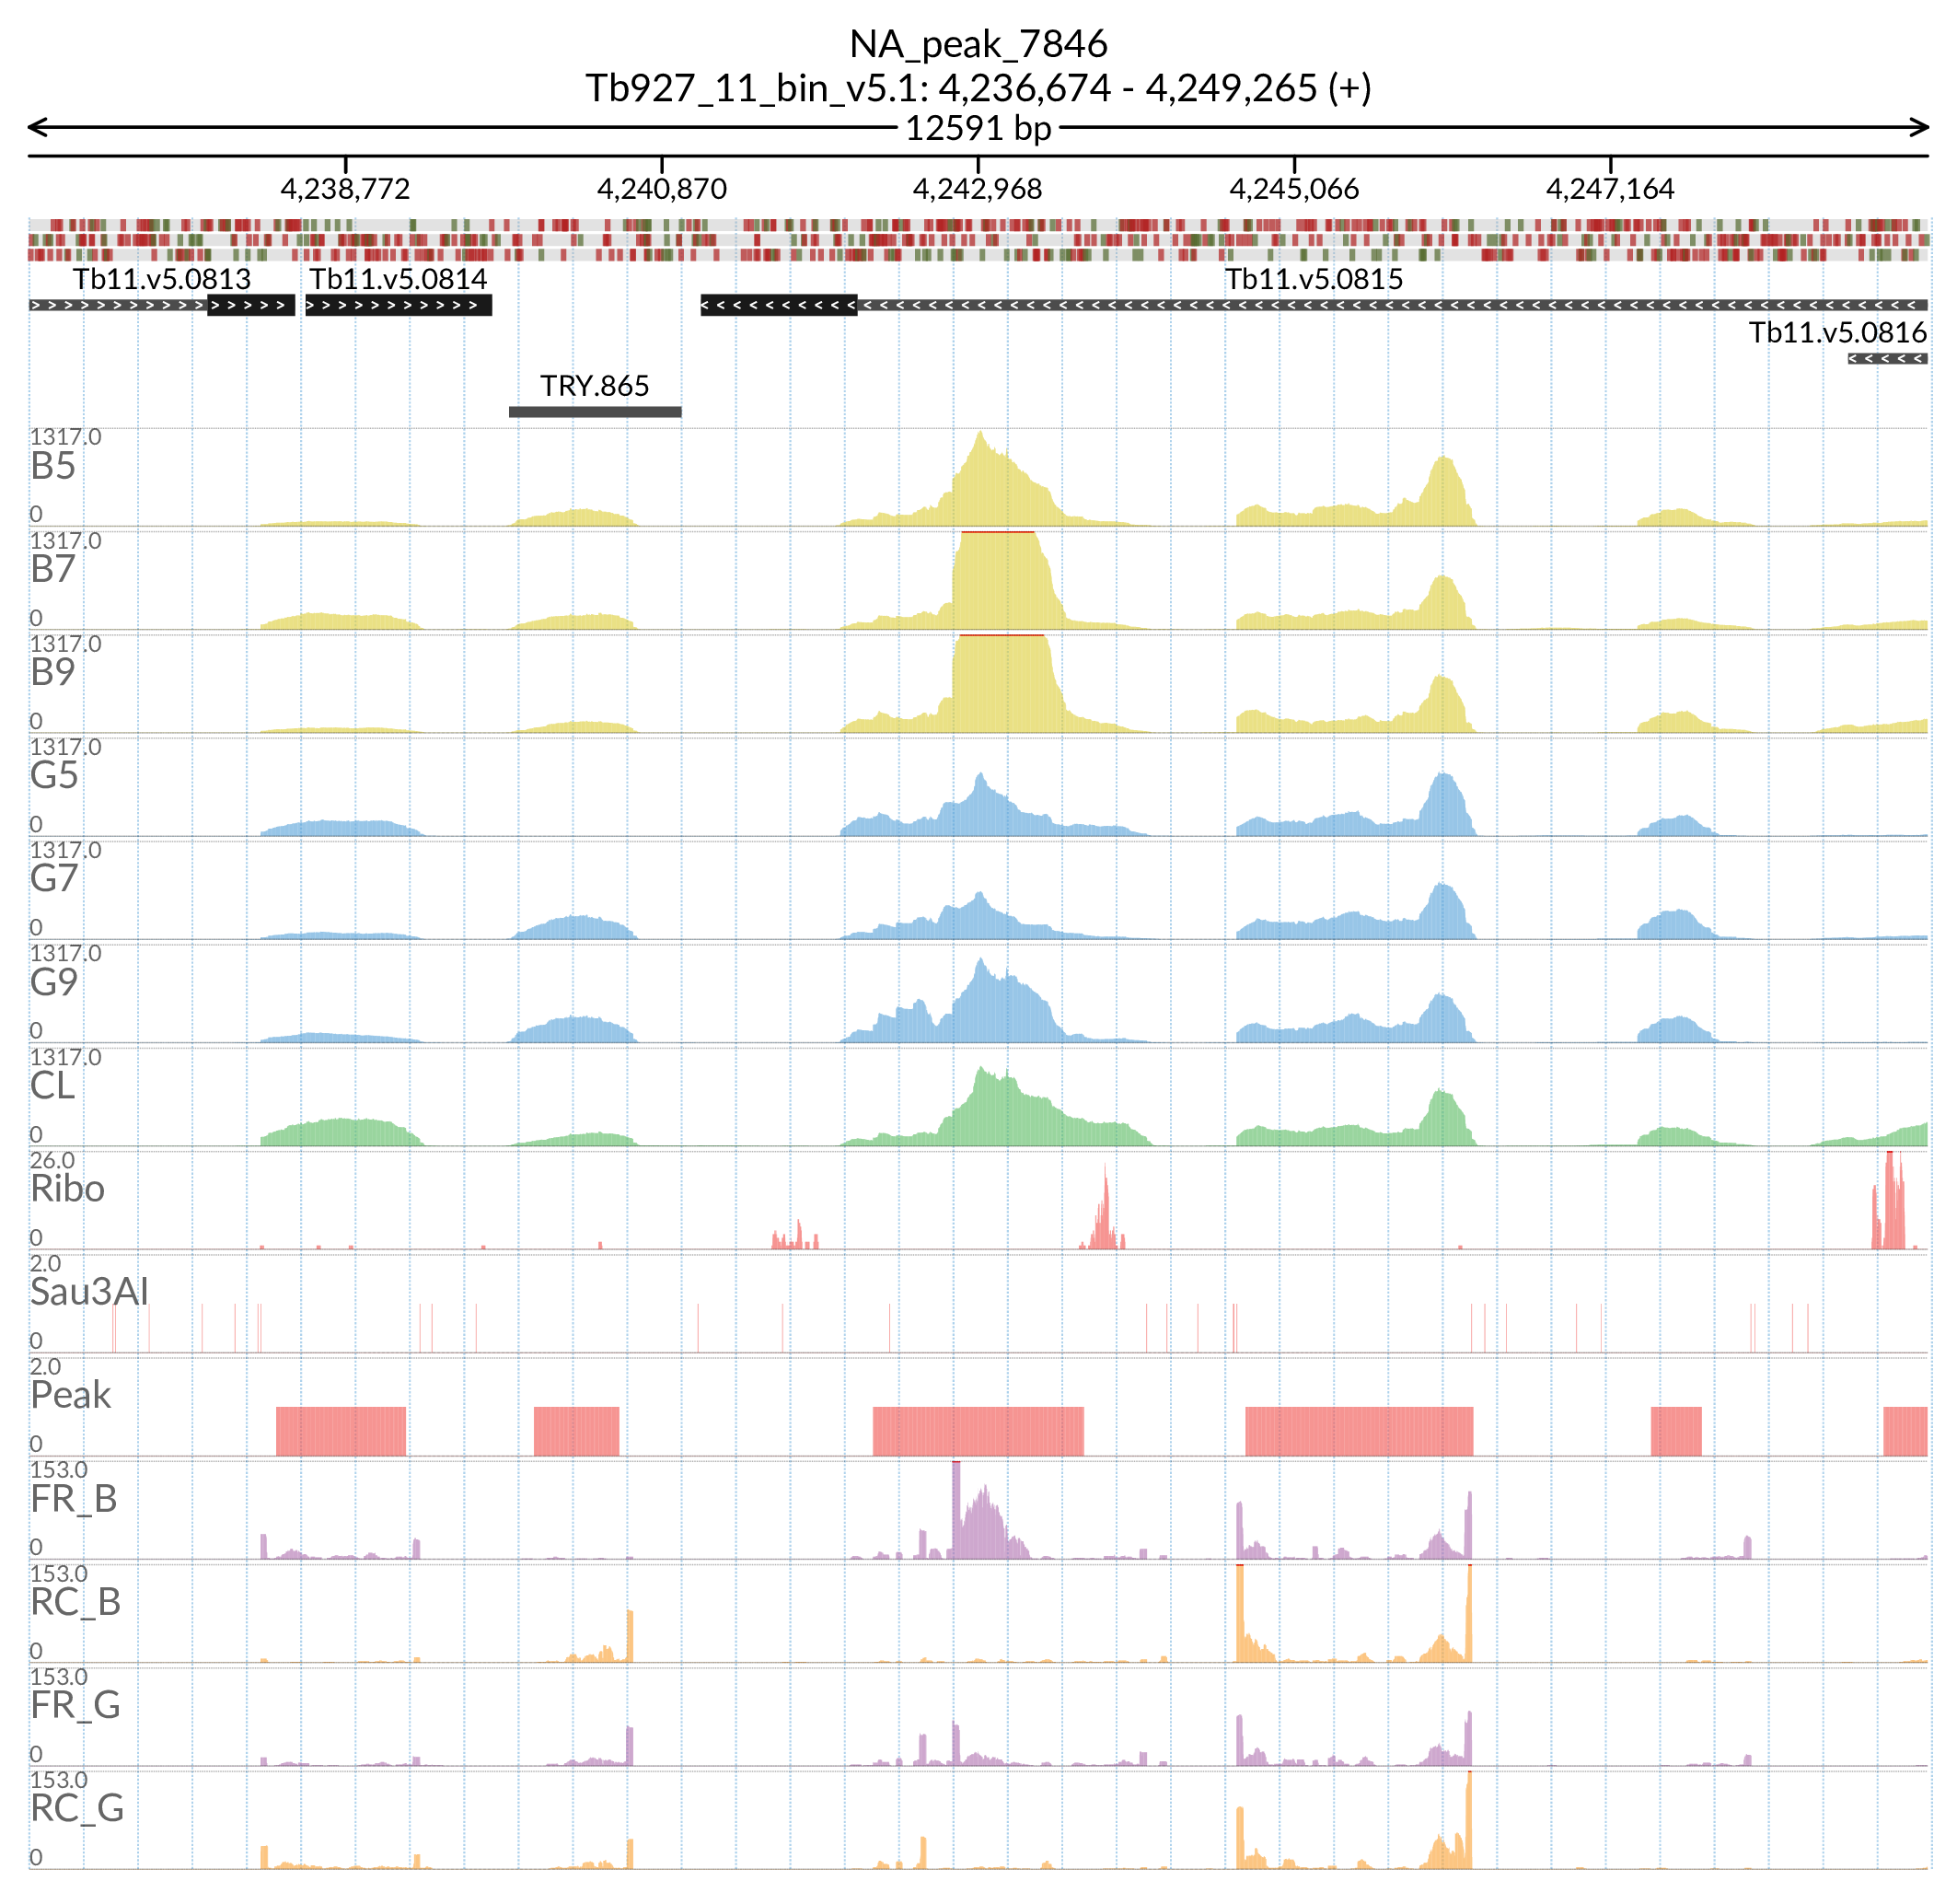 NA_peak_7846
Tb927_11_bin_v5.1: 4,236,674 - 4,249,265 (+)
12591 bp
4,238,772 4,240,870 4,242,968 4,245,066 4,247,164
Tb11.v5.0813 Tb11.v5.0814 Tb11.v5.0815
Tb11.v5.0816
TRY.865
1317.0
B5
0
1317.0
B7
0
1317.0
B9
0
1317.0
G5
0
1317.0
G7
0
1317.0
G9
0
1317.0
CL
0
26.0
Ribo
0
2.0
Sau3AI
0
2.0
Peak
0
153.0
FR_B
0
153.0
RC_B
0
153.0
FR_G
0
153.0
RC_G
0